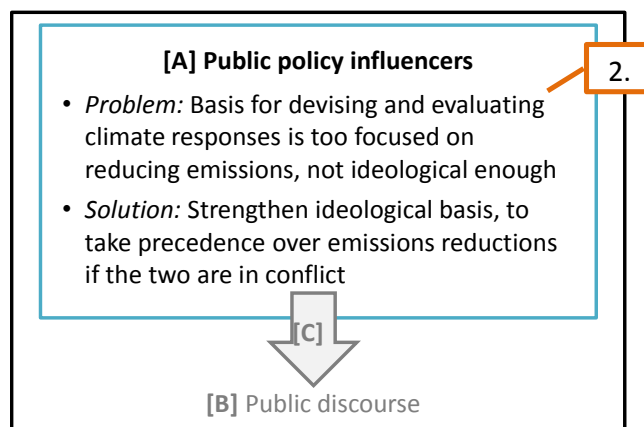 [A] Public policy influencers
2.
• Problem: Basis for devising and evaluating
climate responses is too focused on
reducing emissions, not ideological enough
• Solution: Strengthen ideological basis, to
take precedence over emissions reductions
if the two are in conflict
[C]
[B] Public discourse